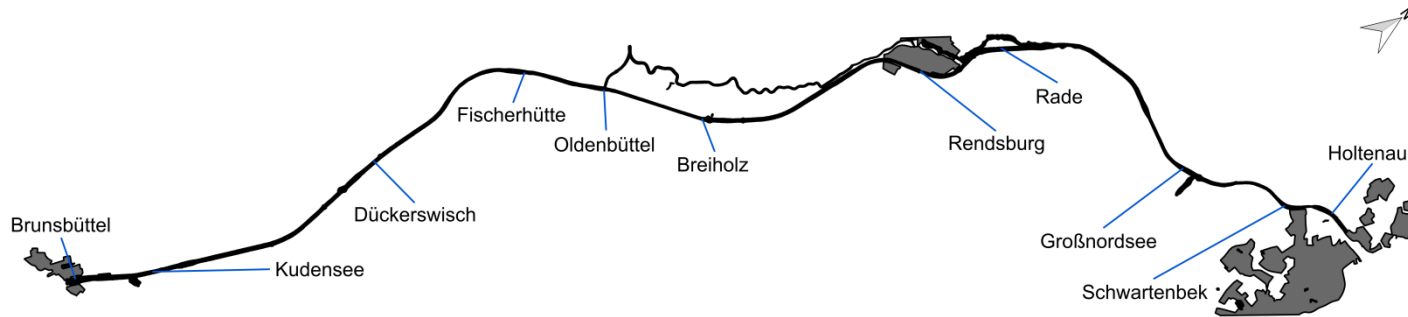 Brunsbüttel
Kudensee
Dückerswisch
Fischerhütte
Oldenbüttel
Breiholz
Rendsburg
Rade
Großnordsee
Schwartenbek
Holtenau